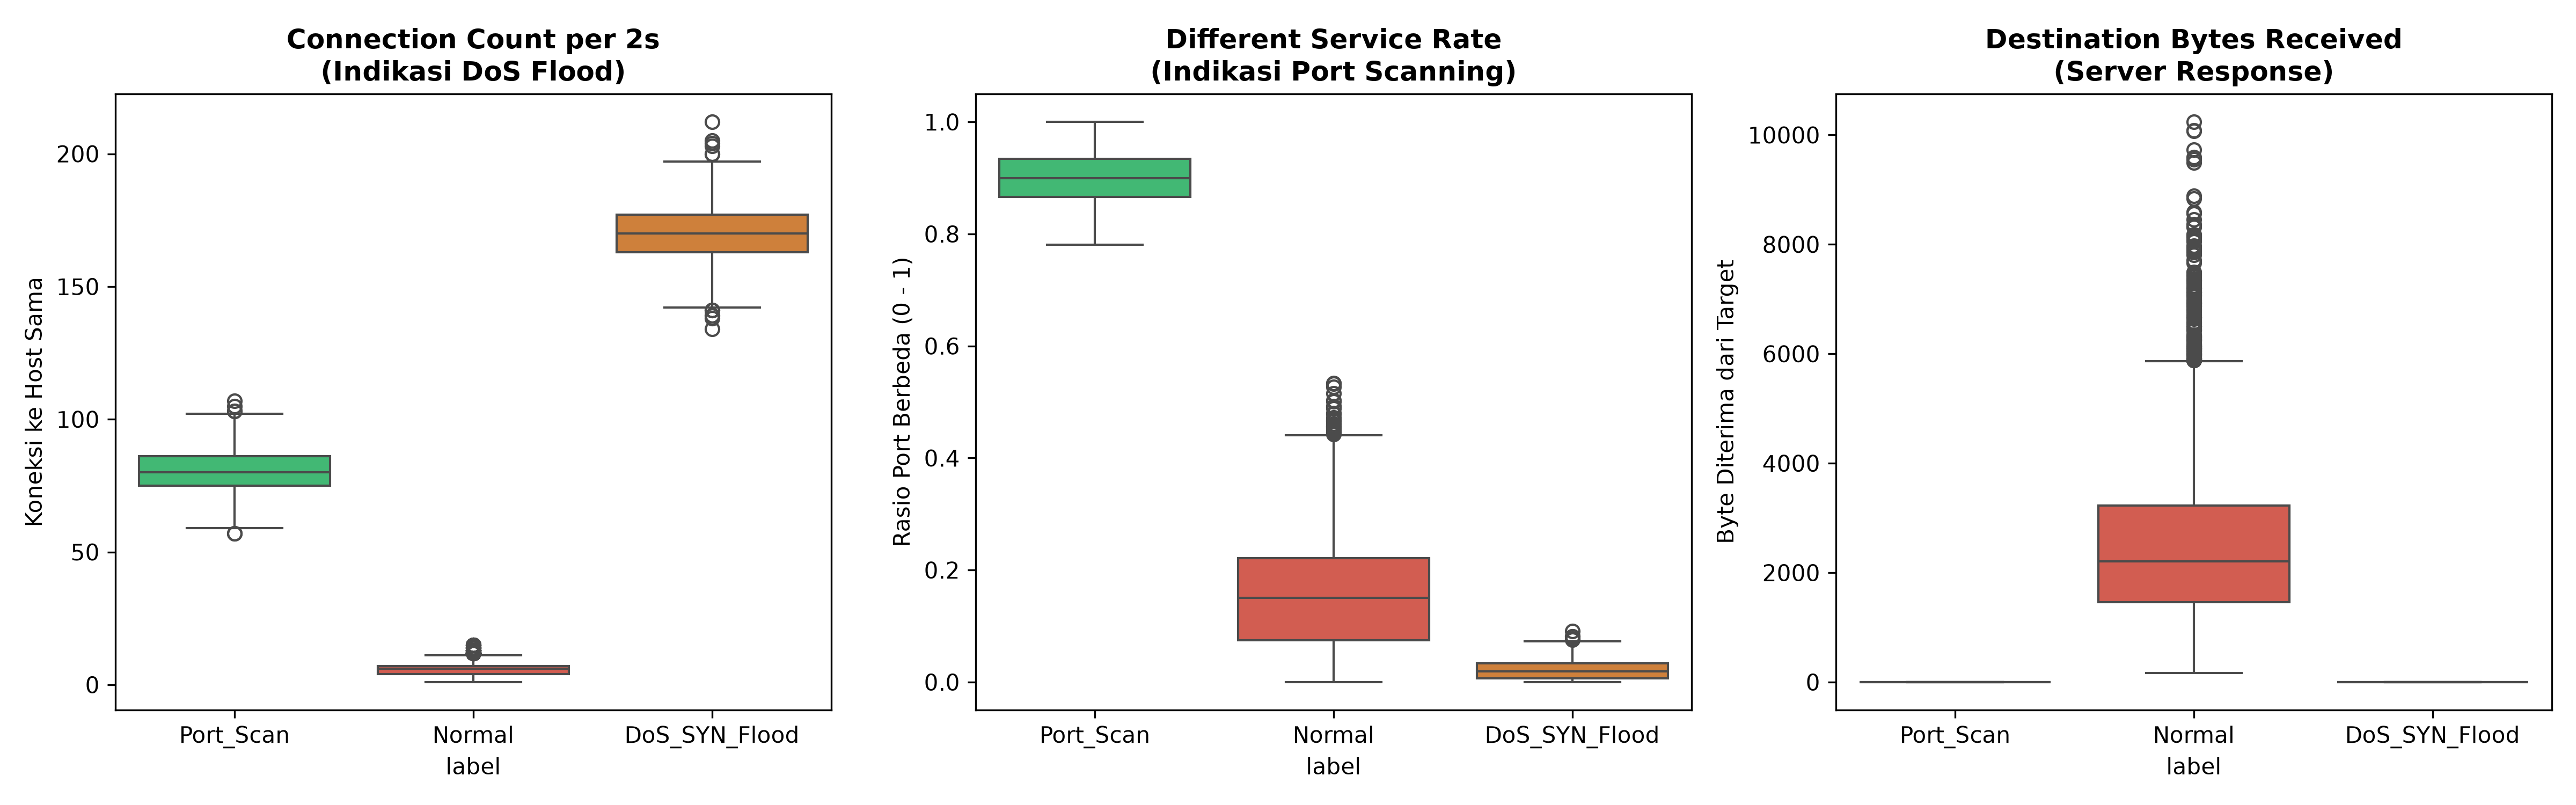 Connection Count per 2s
(Indikasi DoS Flood)
Koneksi ke Host Sama
200
150
100
50
0
Port_Scan
Normal
DoS_SYN_Flood
label
Different Service Rate
(Indikasi Port Scanning)
Rasio Port Berbeda (0 - 1)
1.0
0.8
0.6
0.4
0.2
0.0
Port_Scan
Normal
DoS_SYN_Flood
label
Destination Bytes Received
(Server Response)
Byte Diterima dari Target
10000
8000
6000
4000
2000
0
Port_Scan
Normal
DoS_SYN_Flood
label